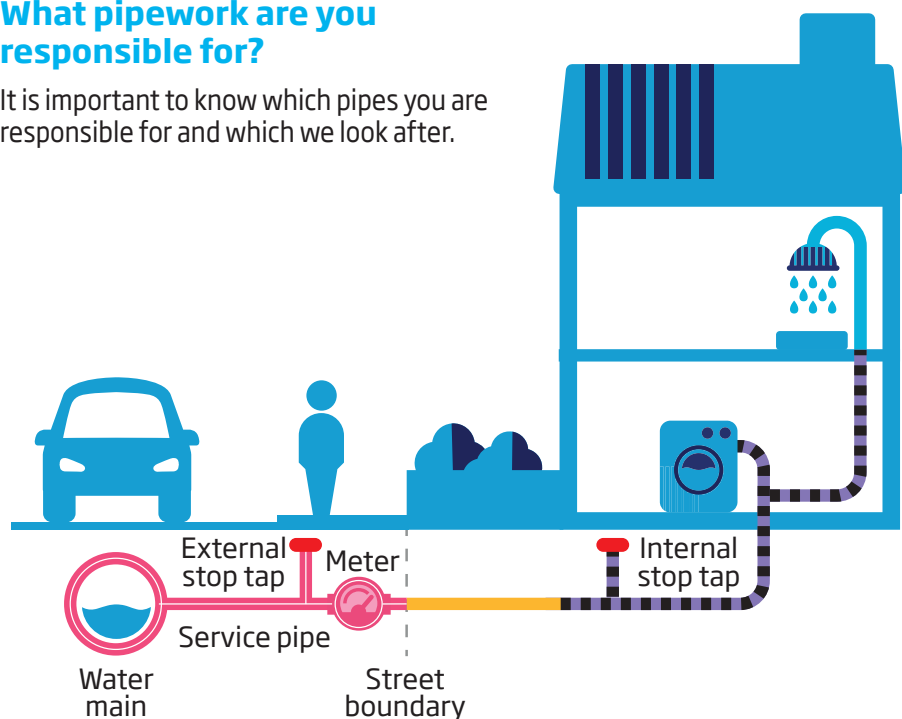 What pipework are you
responsible for?
It is important to know which pipes you are
responsible for and which we look after.
External
stop tap
Meter
Internal
stop tap
Service pipe
Water
main
Street
boundary